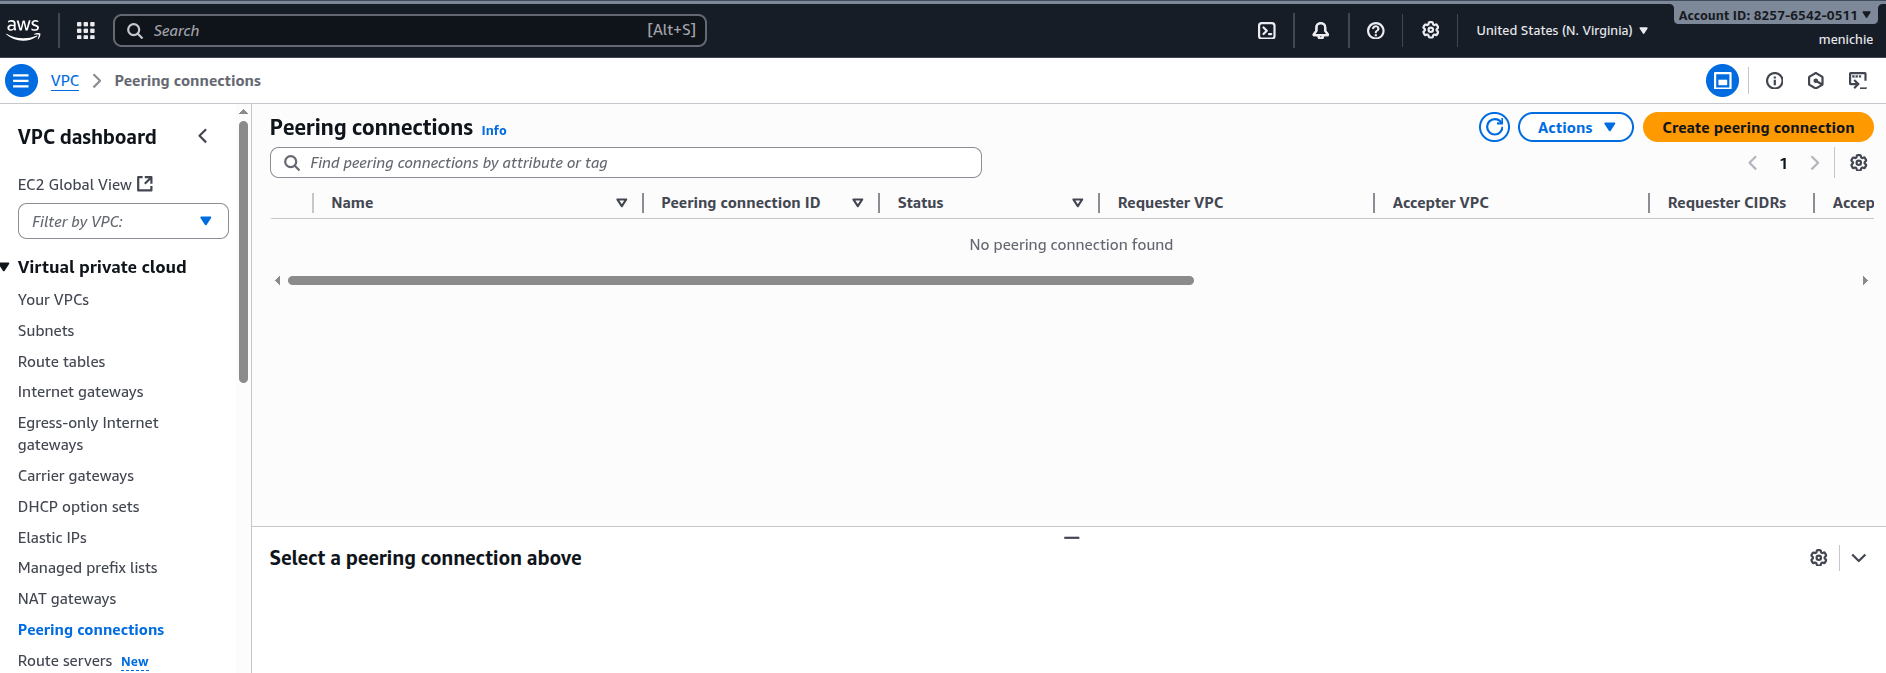 aws
Search [Alt+S]
United States (N. Virginia)
Account ID: 8257-6542-0511
menichie
VPC Peering connections
VPC dashboard
EC2 Global View
Filter by VPC:
Virtual private cloud
Your VPCs
Subnets
Route tables
Internet gateways
Egress-only Internet
gateways
Carrier gateways
DHCP option sets
Elastic IPs
Managed prefix lists
NAT gateways
Peering connections
Route servers New
Peering connections Info
Actions
Create peering connection
Find peering connections by attribute or tag
1
Name Peering connection ID Status Requester VPC Accepter VPC Requester CIDRs Accep
No peering connection found
Select a peering connection above